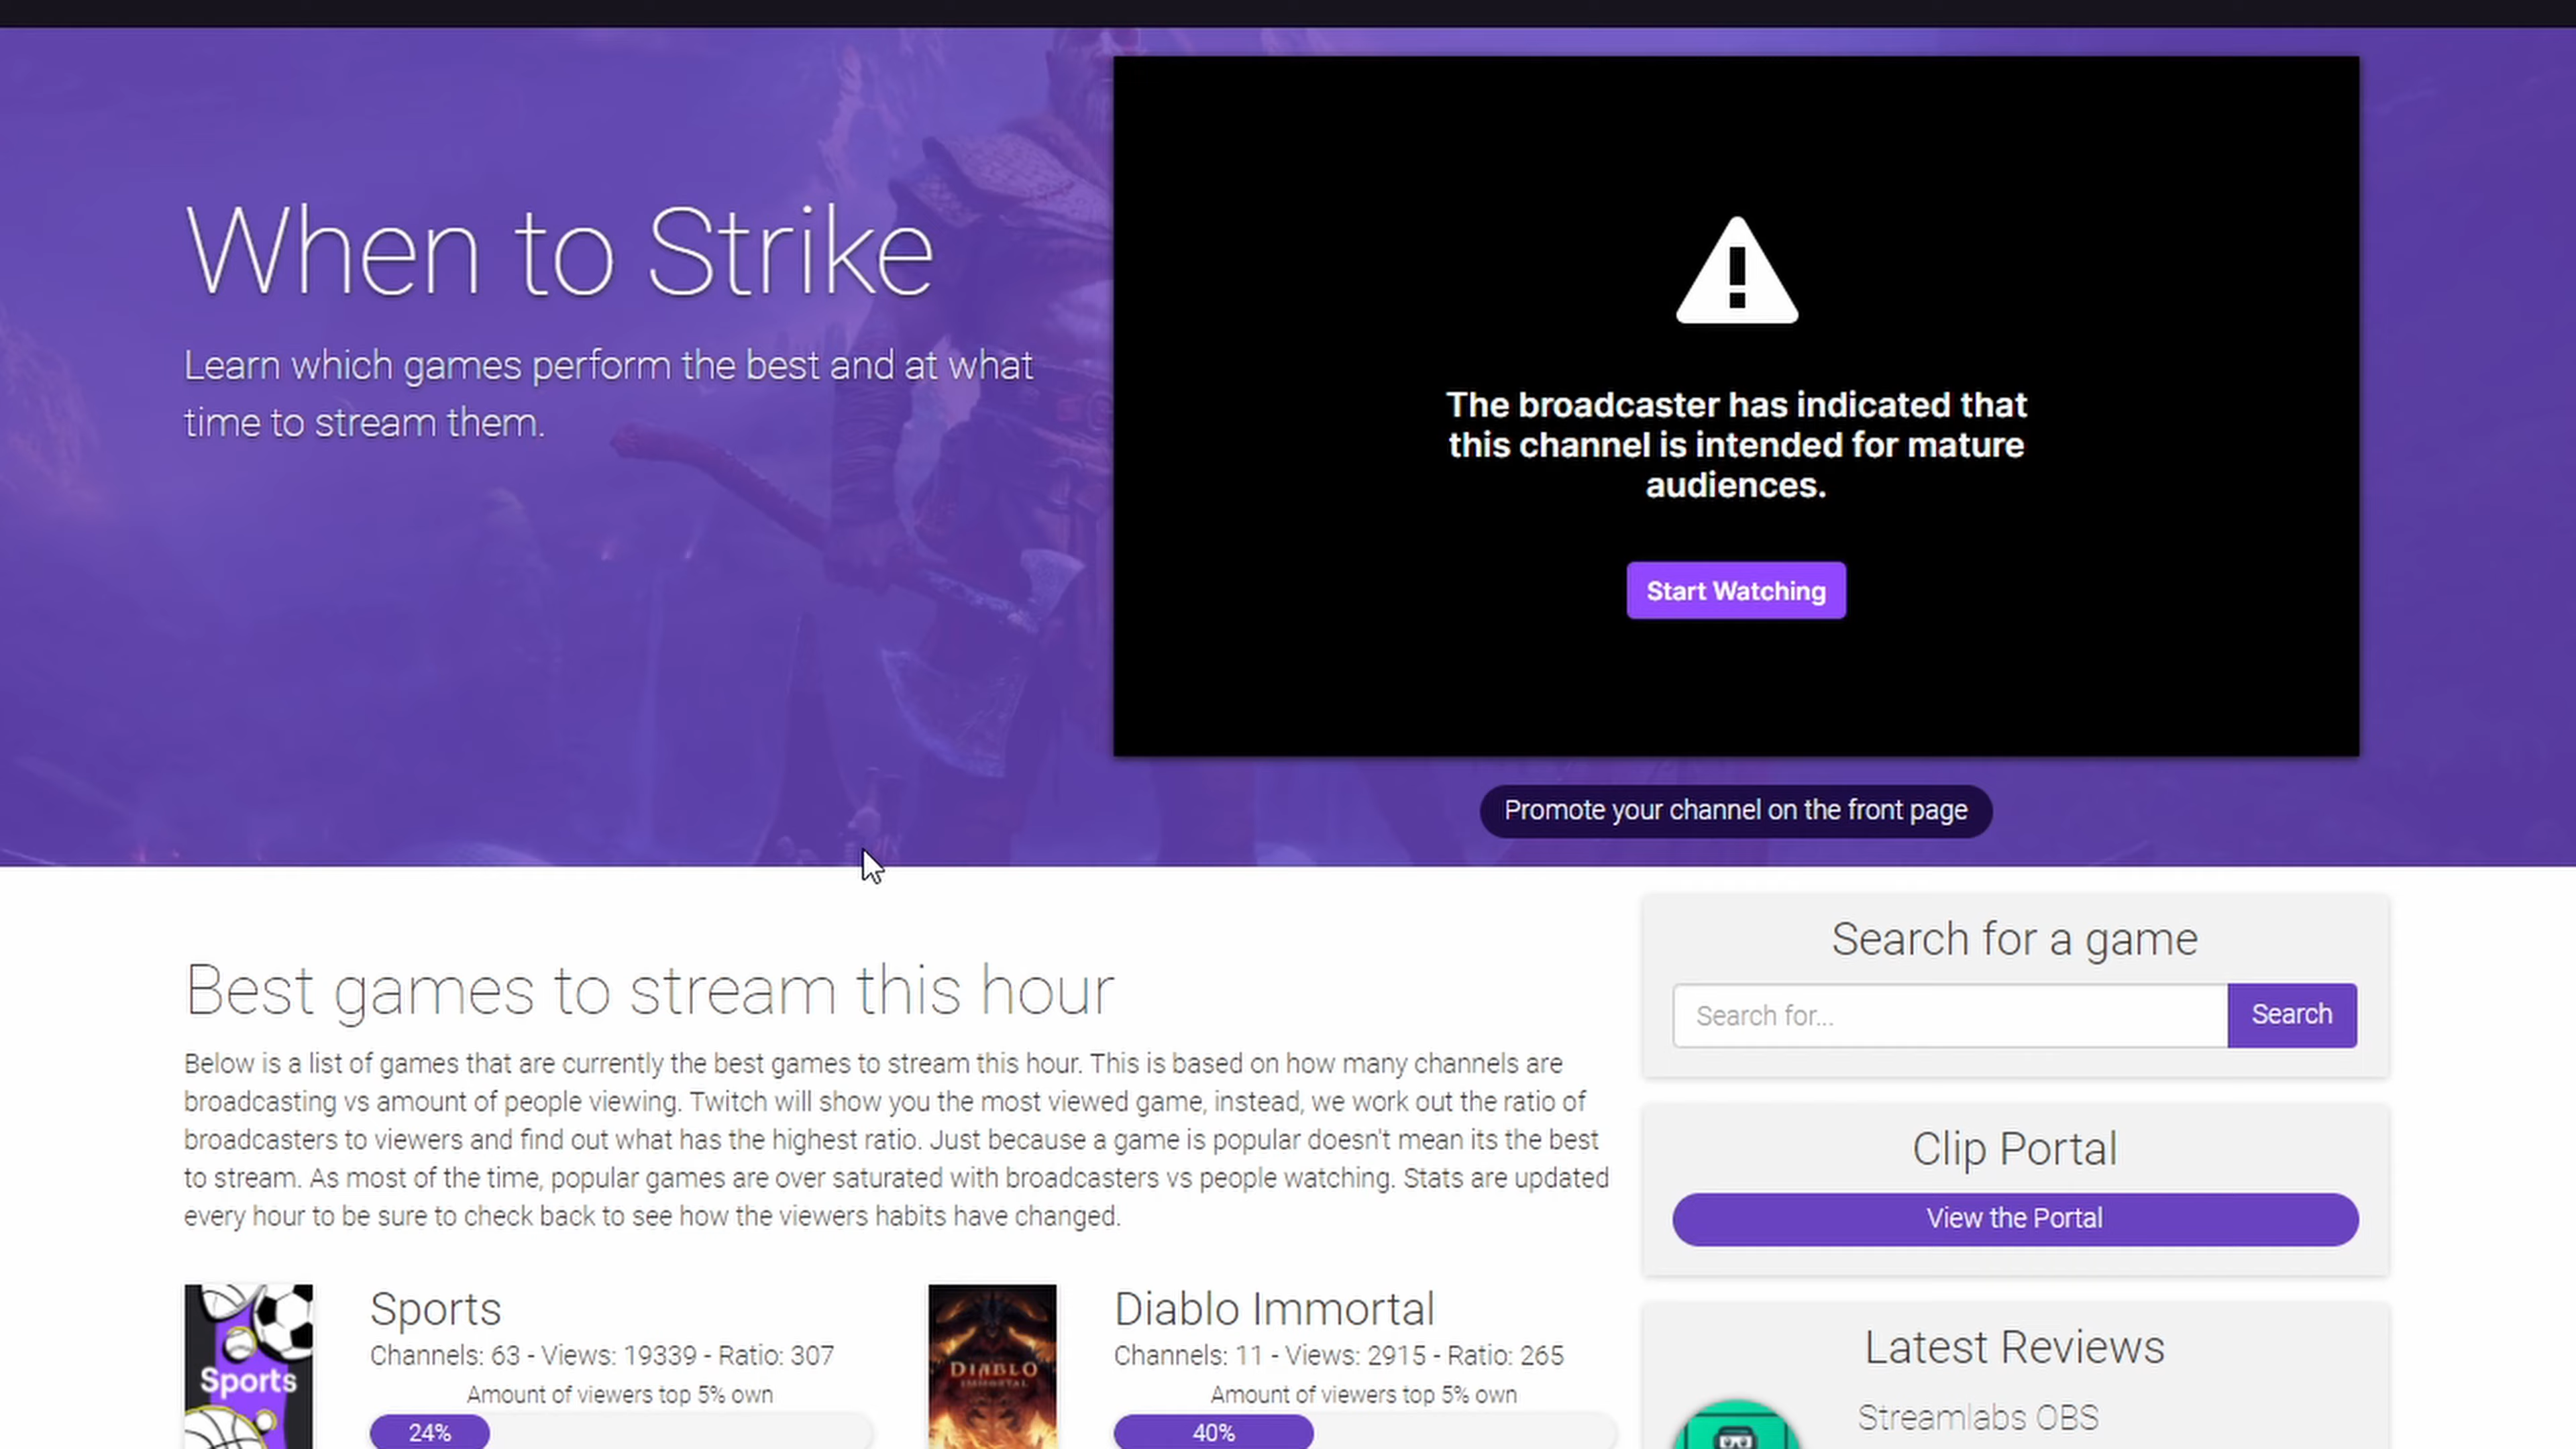 When to Strike
Learn which games perform the best and at what
time to stream them.
The broadcaster has indicated that
this channel is intended for mature
audiences.
Start Watching
Promote your channel on the front page
Best games to stream this hour
Below is a list of games that are currently the best games to stream this hour. This is based on how many channels are
broadcasting vs amount of people viewing. Twitch will show you the most viewed game, instead, we work out the ratio of
broadcasters to viewers and find out what has the highest ratio. Just because a game is popular doesn't mean its the best
to stream. As most of the time, popular games are over saturated with broadcasters vs people watching. Stats are updated
every hour to be sure to check back to see how the viewers habits have changed.
Sports
Sports
Channels: 63 - Views: 19339 - Ratio: 307
Amount of viewers top 5% own
24%
DIABLO
IMMORTAL
Diablo Immortal
Channels: 11 - Views: 2915 - Ratio: 265
Amount of viewers top 5% own
40%
Search for a game
Search for...
Search
Clip Portal
View the Portal
Latest Reviews
Streamlabs OBS